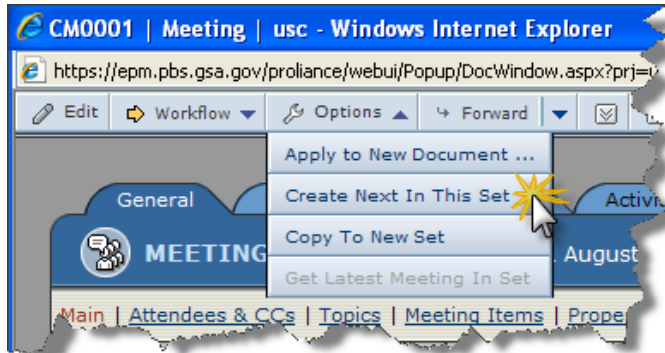 CM0001 | Meeting | usc - Windows Internet Explorer
https://epm.pbs.gsa.gov/proliance/webui/Popup/DocWindow.aspx?prj=
Edit Workflow Options Forward
Apply to New Document ...
General Create Next In This Set
Copy To New Set
MEETING August
Get Latest Meeting In Set
Main | Attendees & CCs | Topics | Meeting Items |